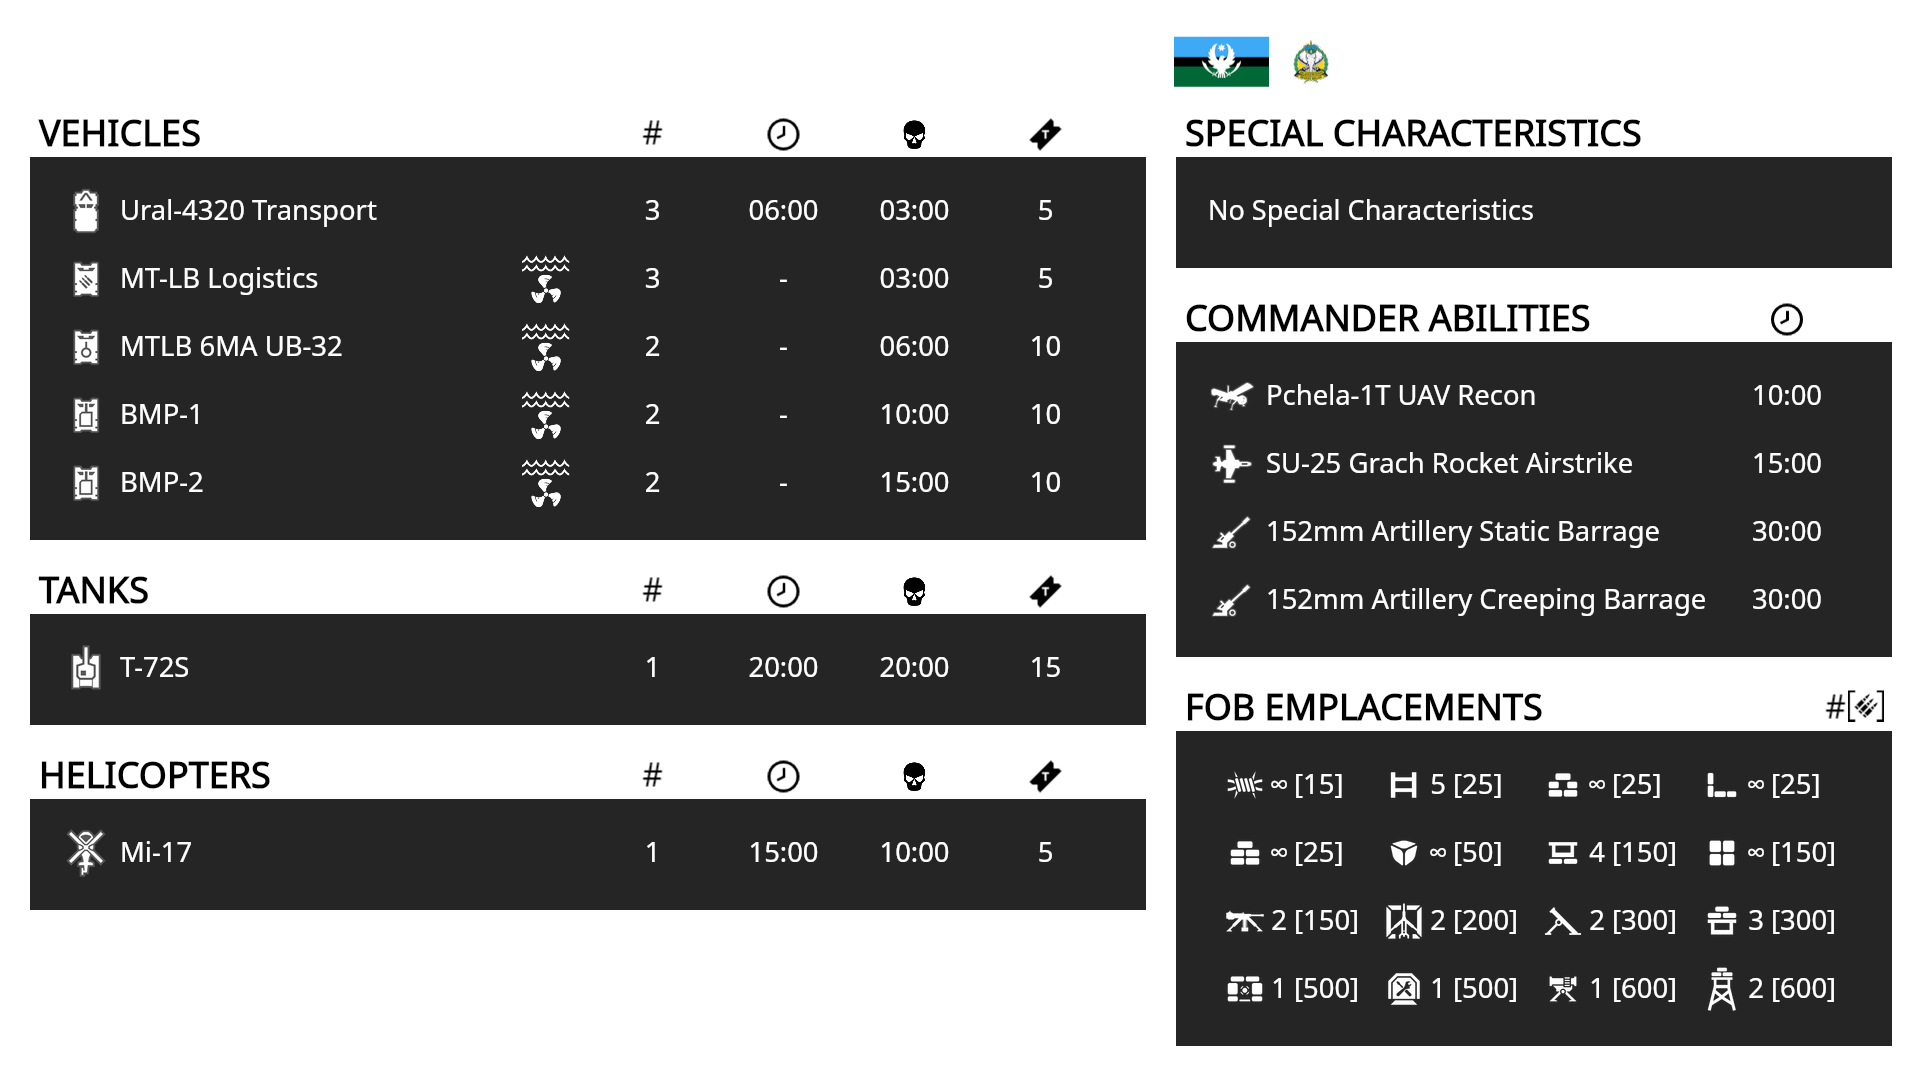 VEHICLES #
Ural-4320 Transport 3 06:00 03:00 5
MT-LB Logistics 3 - 03:00 5
MTLB 6MA UB-32 2 - 06:00 10
BMP-1 2 - 10:00 10
BMP-2 2 - 15:00 10
TANKS #
T-72S 1 20:00 20:00 15
HELICOPTERS #
Mi-17 1 15:00 10:00 5
SPECIAL CHARACTERISTICS
No Special Characteristics
COMMANDER ABILITIES
Pchela-1T UAV Recon 10:00
SU-25 Grach Rocket Airstrike 15:00
152mm Artillery Static Barrage 30:00
152mm Artillery Creeping Barrage 30:00
FOB EMPLACEMENTS #[]
∞ [15] 5 [25] ∞ [25] ∞ [25]
∞ [25] ∞ [50] 4 [150] ∞ [150]
2 [150] 2 [200] 2 [300] 3 [300]
1 [500] 1 [500] 1 [600] 2 [600]